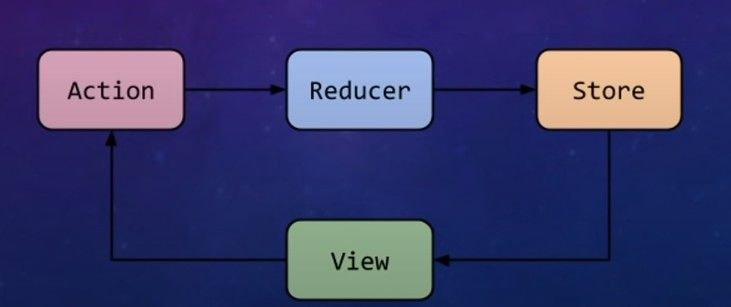 Action
Reducer
Store
View